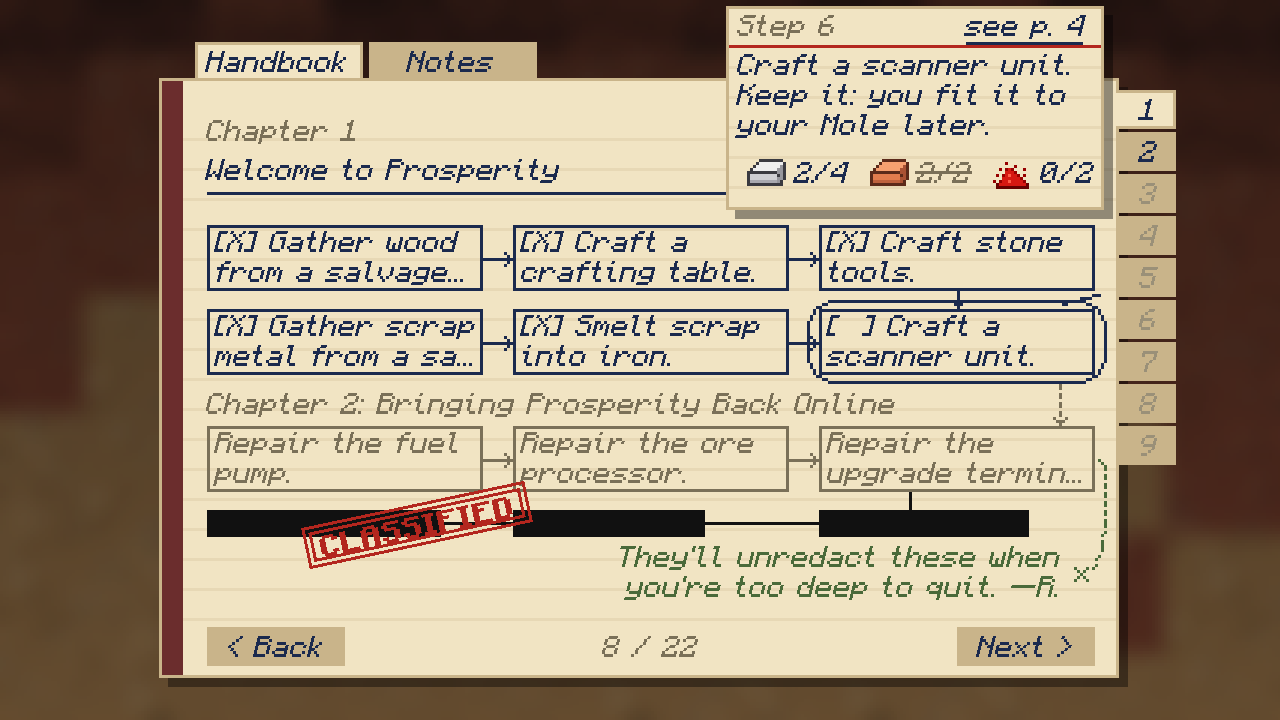 Step 6 see p. 4
Craft a scanner unit.
Keep it: you fit it to
your Mole later.
2/4 2/2 0/2
Handbook Notes
Chapter 1
Welcome to Prosperity
[X] Gather wood
from a salvage...
[X] Craft a
crafting table.
[X] Craft stone
tools.
[X] Gather scrap
metal from a sa...
[X] Smelt scrap
into iron.
[ ] Craft a
scanner unit.
Chapter 2: Bringing Prosperity Back Online
Repair the fuel
pump.
Repair the ore
processor.
Repair the
upgrade termin...
CLASSIFIED
They'll unredact these when
you're too deep to quit. —R.
< Back
8 / 22
Next >
1
2
3
4
5
6
7
8
9